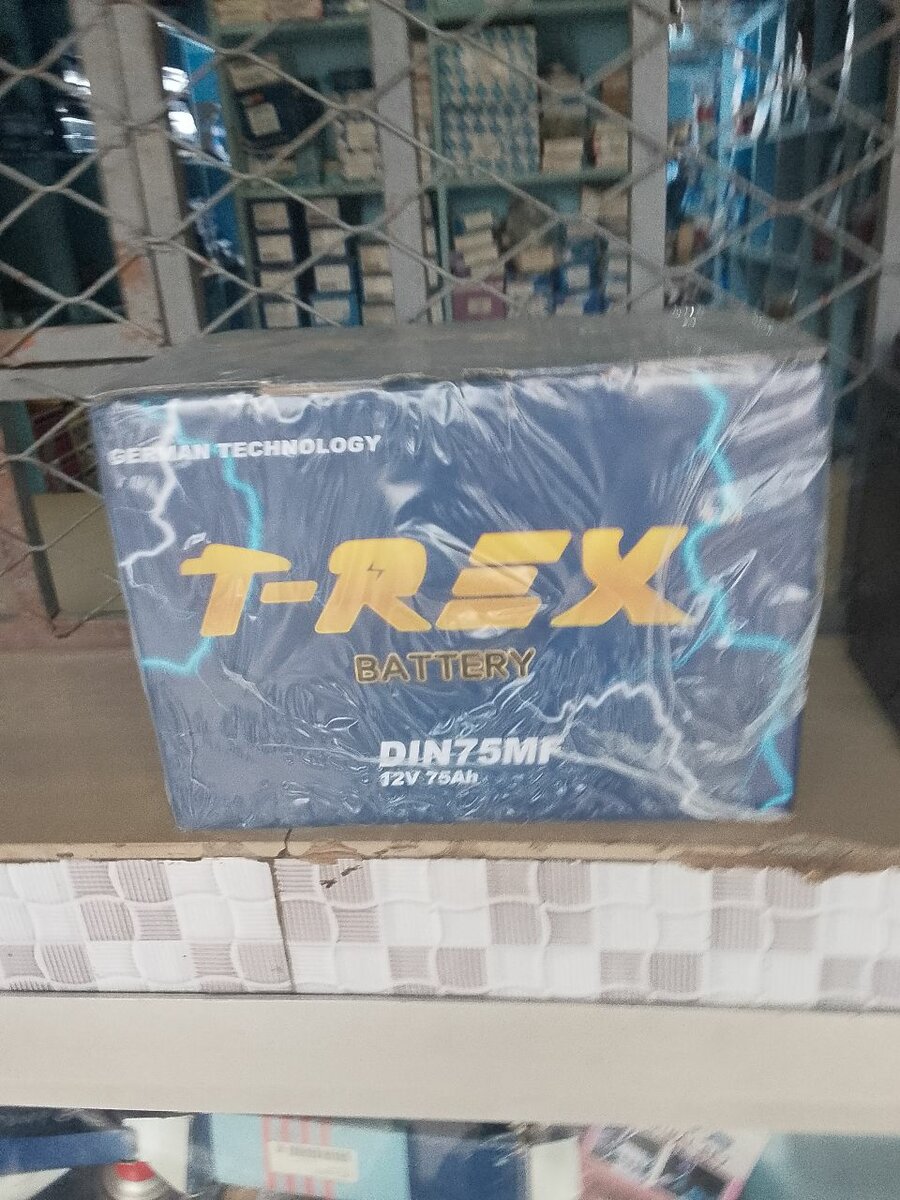 GERMAN TECHNOLOGY
T-REX
BATTERY
DIN75MF
12V 75Ah